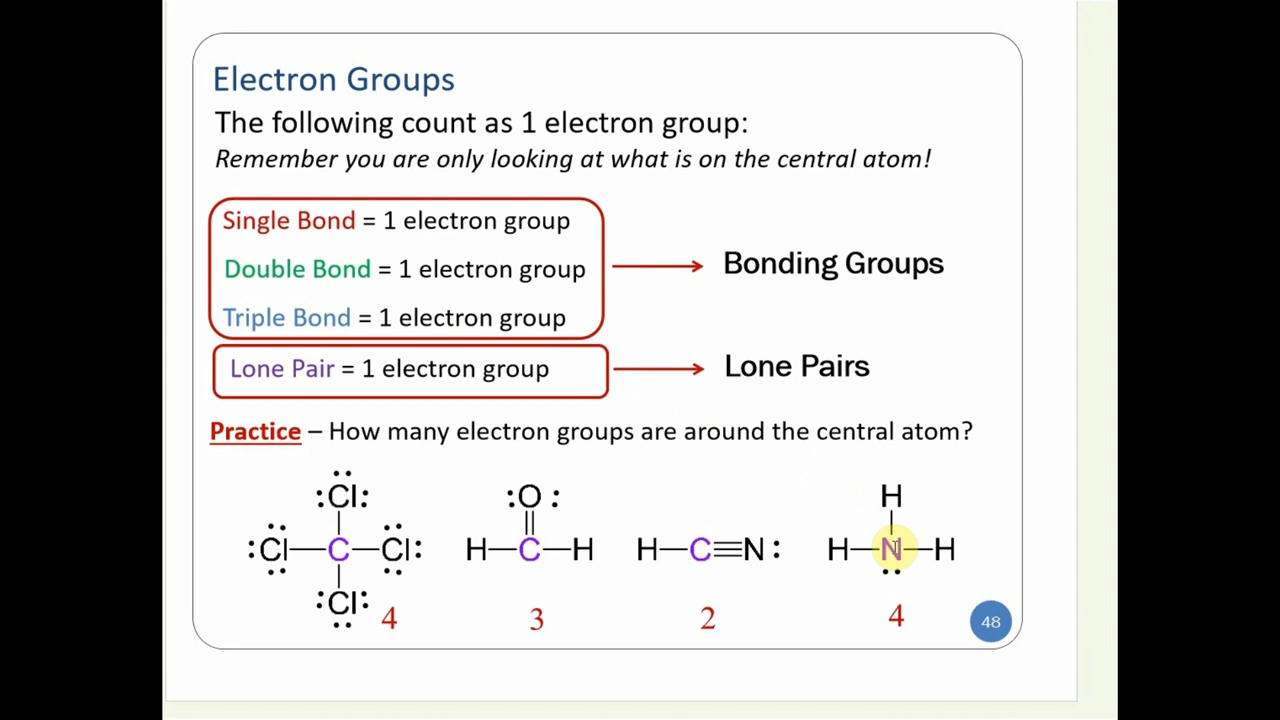 Electron Groups
The following count as 1 electron group:
Remember you are only looking at what is on the central atom!
Single Bond = 1 electron group
Double Bond = 1 electron group
Triple Bond = 1 electron group
Bonding Groups
Lone Pair = 1 electron group
Lone Pairs
Practice – How many electron groups are around the central atom?
:Cl:
:Cl—C—Cl:
:Cl:
4
:O:
H—C—H
3
H—C≡N:
2
H
H—N—H
4
48